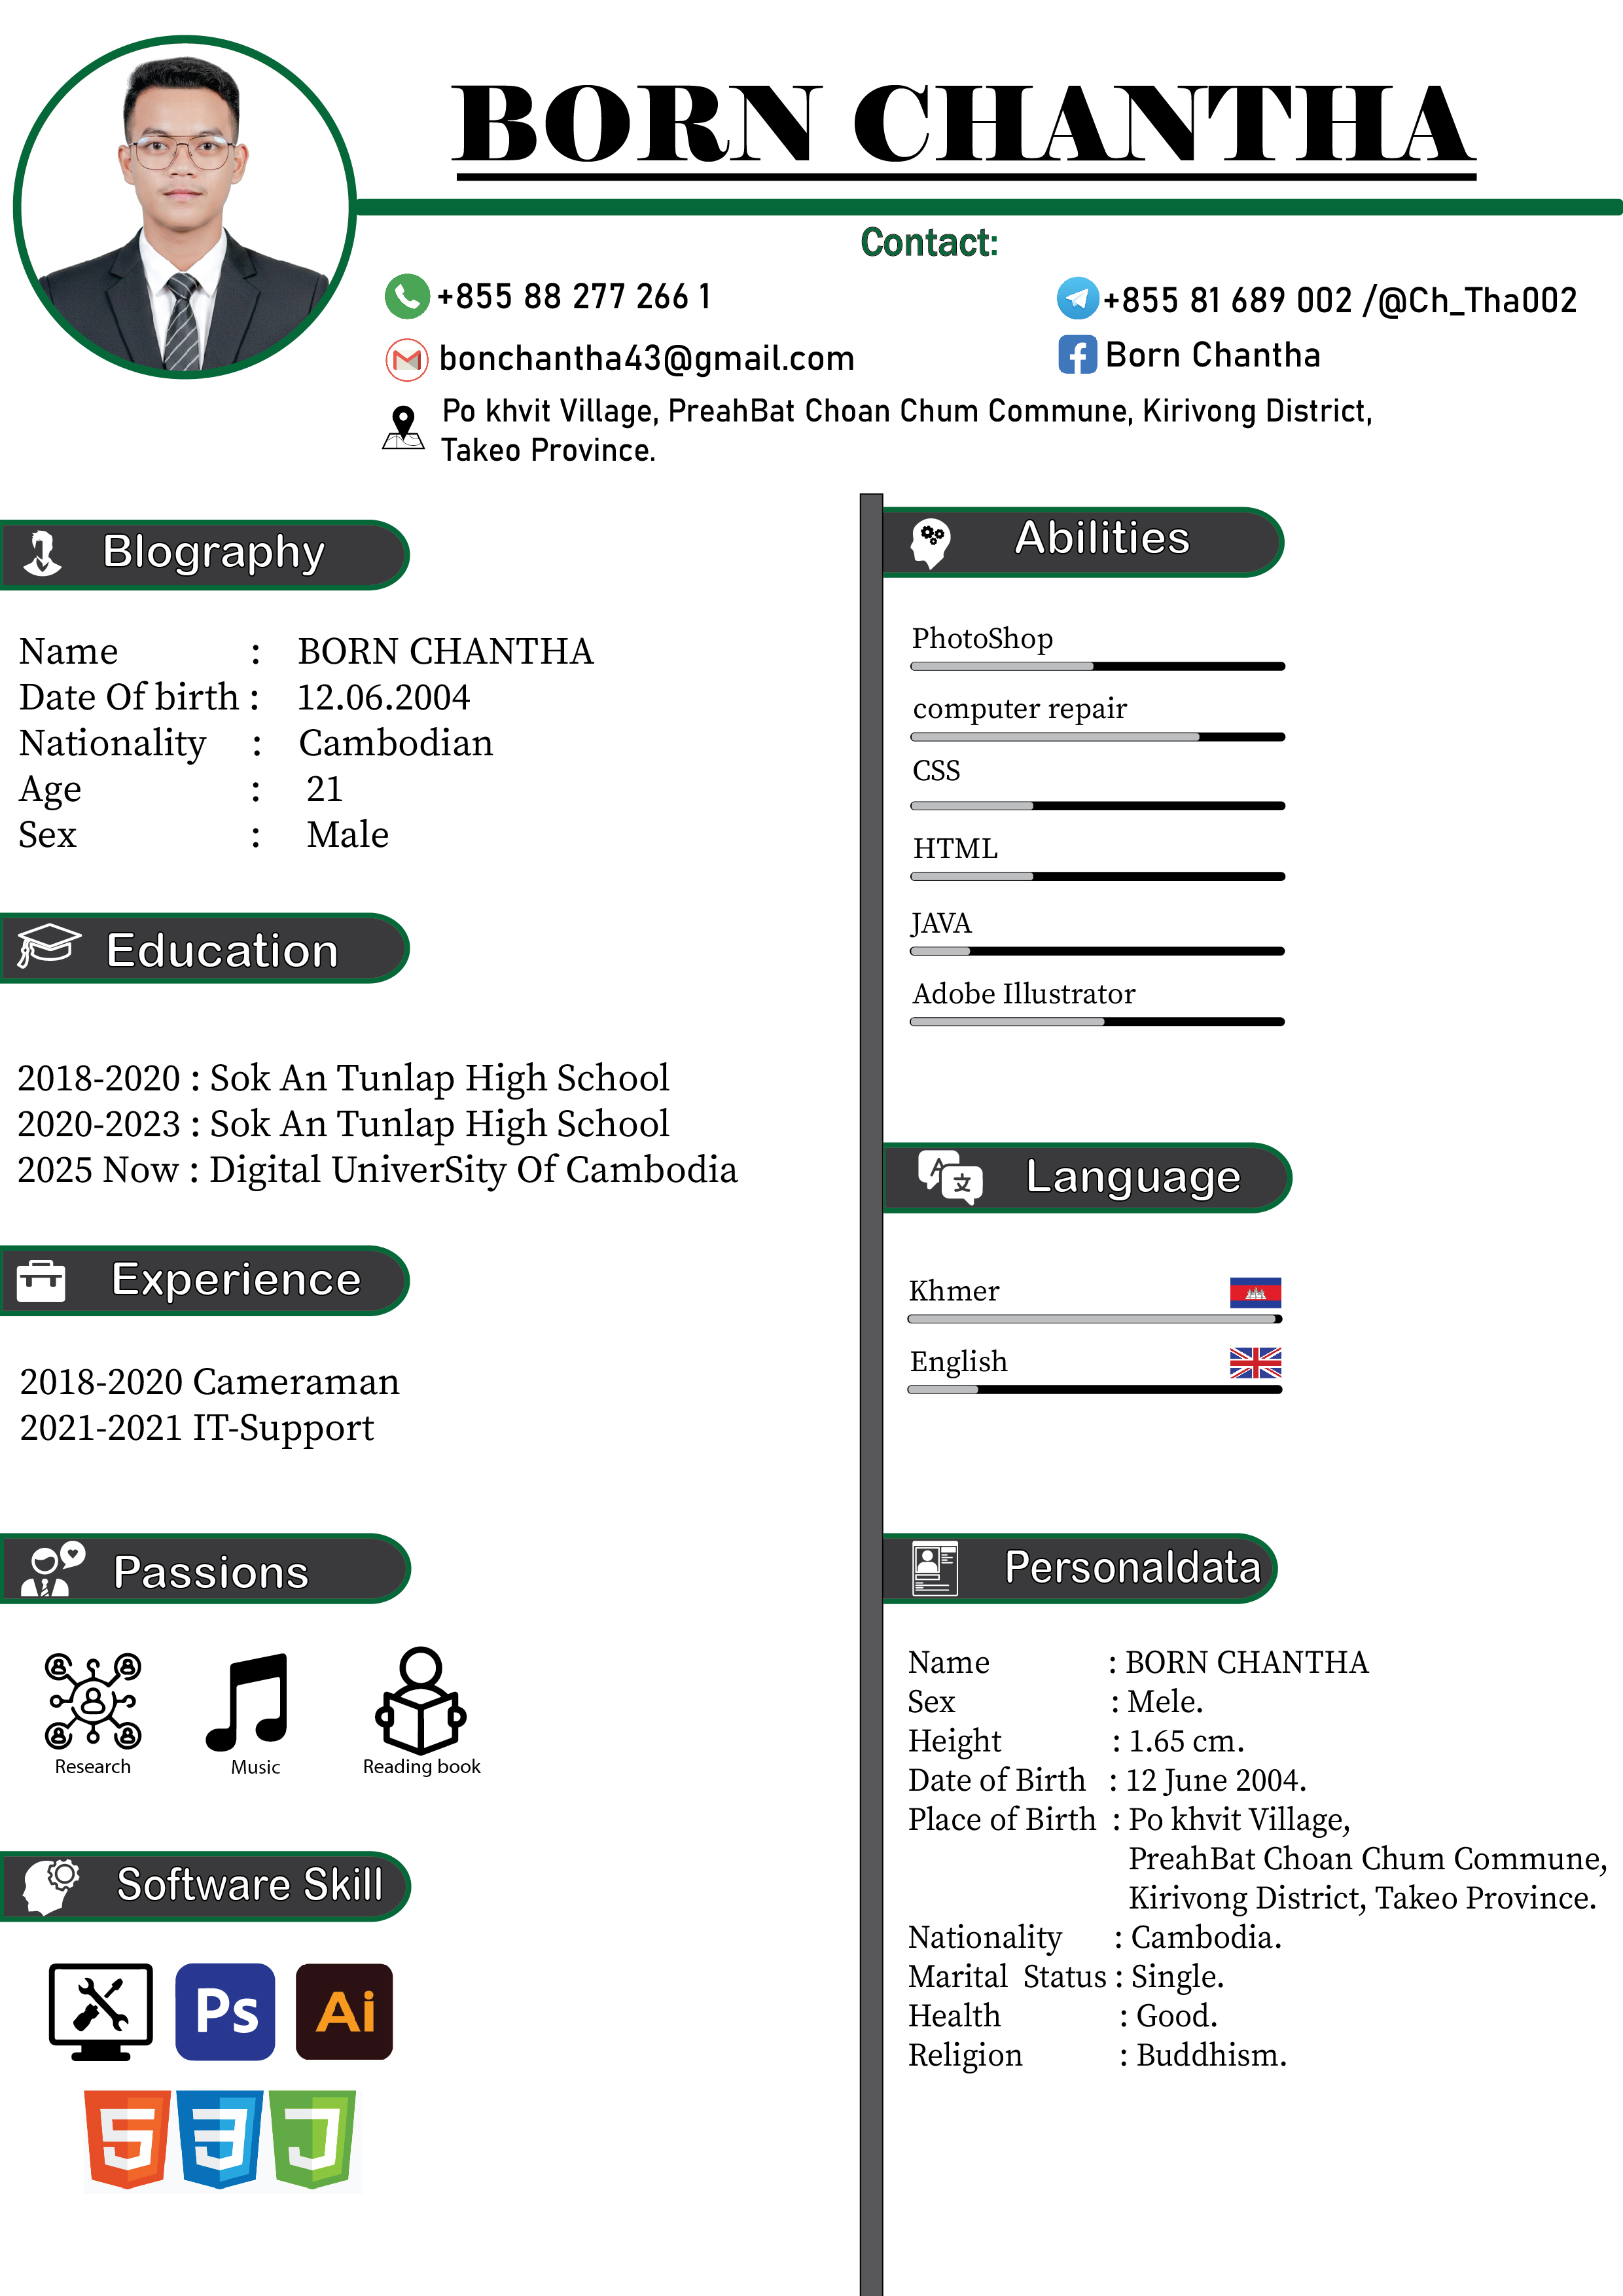 BORN CHANTHA
Contact:
+855 88 277 266 1
+855 81 689 002 /@Ch_Tha002
bonchantha43@gmail.com
Born Chantha
Po khvit Village, PreahBat Choan Chum Commune, Kirivong District,
Takeo Province.
BIography
Name : BORN CHANTHA
Date Of birth : 12.06.2004
Nationality : Cambodian
Age : 21
Sex : Male
Education
2018-2020 : Sok An Tunlap High School
2020-2023 : Sok An Tunlap High School
2025 Now : Digital UniverSity Of Cambodia
Experience
2018-2020 Cameraman
2021-2021 IT-Support
Passions
Research
Music
Reading book
Software Skill
Ps
Ai
5
3
J
Abilities
PhotoShop
computer repair
CSS
HTML
JAVA
Adobe Illustrator
A
文
Language
Khmer
English
Personaldata
Name : BORN CHANTHA
Sex : Mele.
Height : 1.65 cm.
Date of Birth : 12 June 2004.
Place of Birth : Po khvit Village,
PreahBat Choan Chum Commune,
Kirivong District, Takeo Province.
Nationality : Cambodia.
Marital Status : Single.
Health : Good.
Religion : Buddhism.